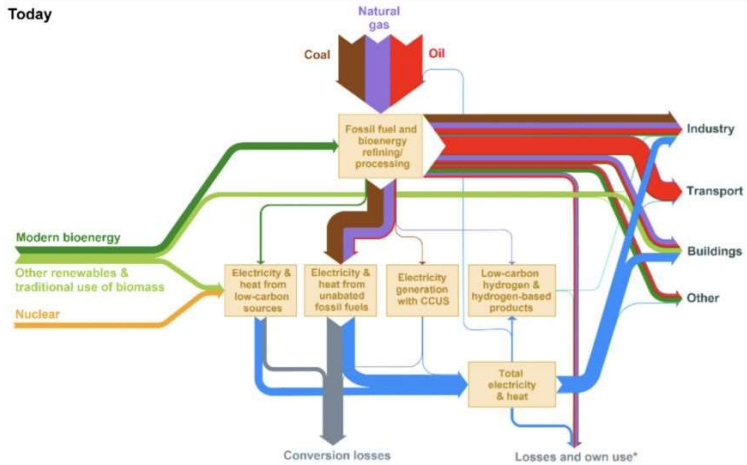 Today
Natural
gas
Coal
Oil
Fossil fuel and
bioenergy
refining/
processing
Industry
Transport
Modern bioenergy
Buildings
Other renewables &
traditional use of biomass
Electricity &
heat from
low-carbon
sources
Electricity &
heat from
unabated
fossil fuels
Electricity
generation
with CCUS
Low-carbon
hydrogen &
hydrogen-based
products
Other
Nuclear
Total
electricity
& heat
Conversion losses
Losses and own use*